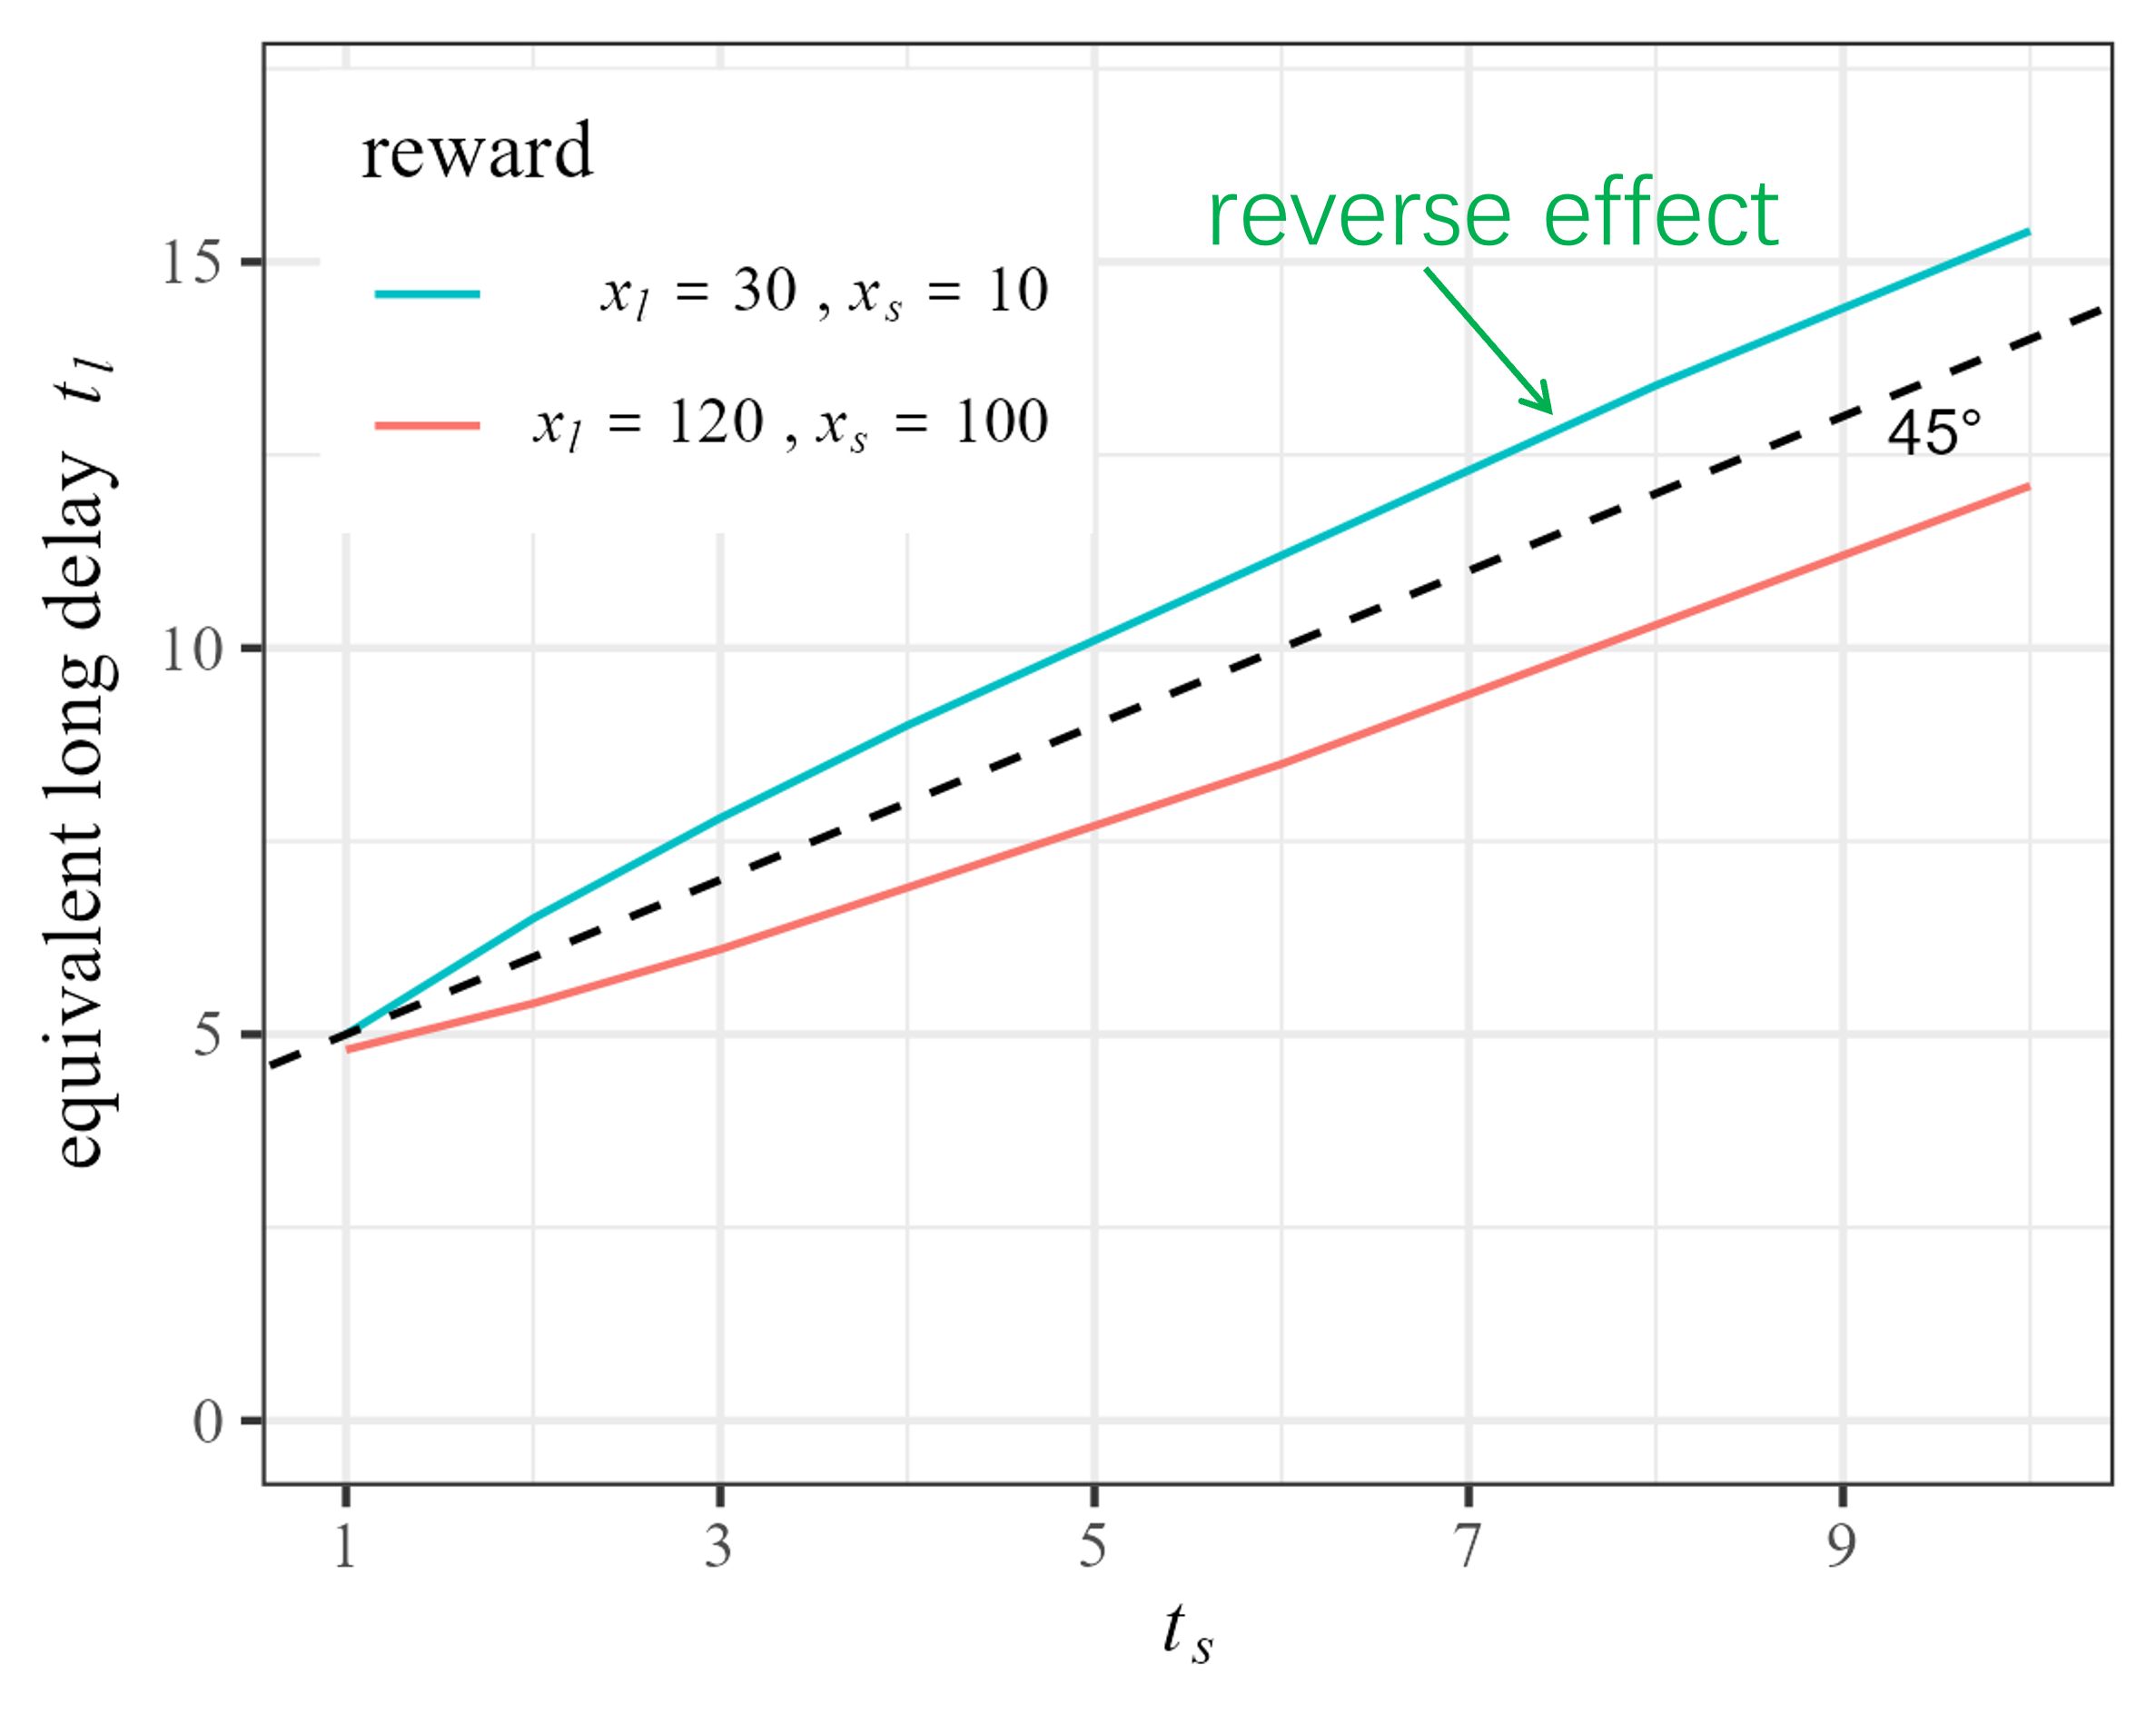 reward
x_l = 30 , x_s = 10
x_l = 120 , x_s = 100
reverse effect
45°
equivalent long delay t_l
15
10
5
0
1 3 5 7 9
t_s